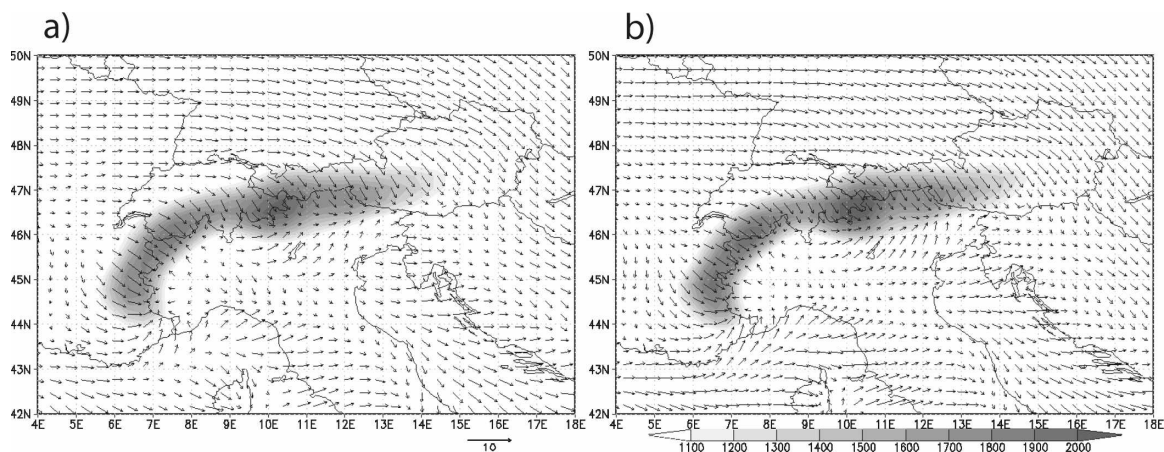 a) b)
50N 50N
49N 49N
48N 48N
47N 47N
46N 46N
45N 45N
44N 44N
43N 43N
42N 42N
4E 5E 6E 7E 8E 9E 10E 11E 12E 13E 14E 15E 16E 17E 18E 4E 5E 6E 7E 8E 9E 10E 11E 12E 13E 14E 15E 16E 17E 18E
10 1100 1200 1300 1400 1500 1600 1700 1800 1900 2000